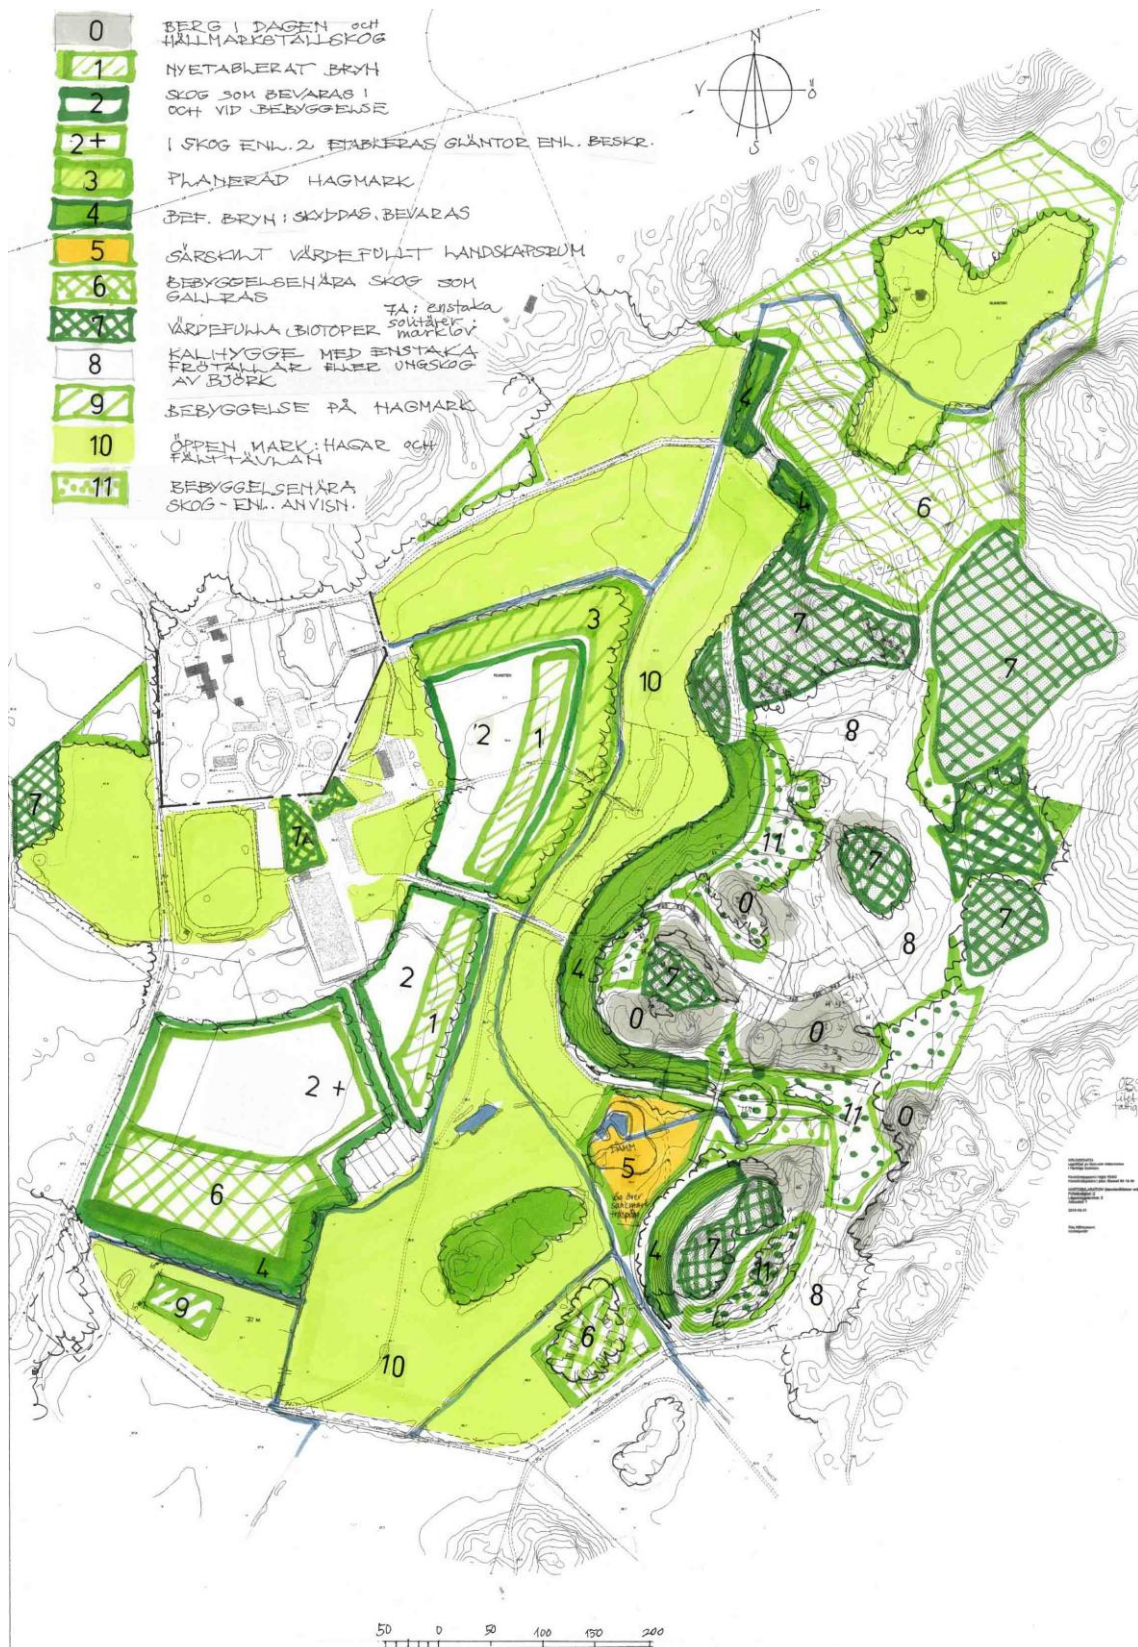 0 BERG I DAGEN OCH
HÄLLMARKSTALLSKOG
1 NYETABLERAT BRYN
2 SKOG SOM BEVARAS I
OCH VID BEBYGGELSE
2+ I SKOG ENL. 2 ETABLERAS GLÄNTOR ENL. BESKR.
3 PLANERAD HAGMARK
4 BEF. BRYN: SKYDDAS, BEVARAS
5 SÄRSKILT VÄRDEFULLT LANDSKAPSRUM
6 BEBYGGELSENÄRA SKOG SOM
GALLRAS
7 VÄRDEFULLA BIOTOPER
7A: enstaka
solitärer i
marklov
8 KALHYGGE MED ENSTAKA
FRÖTALLAR ELLER UNGSKOG
AV BJÖRK
9 BEBYGGELSE PÅ HAGMARK
10 ÖPPEN MARK: HAGAR OCH
FÄLTTÄVLAN
11 BEBYGGELSENÄRA
SKOG - ENL. ANVISN.
N
V
Ö
S
4
4
6
3
7
7
10
2
1
8
7
7A
11
7
0
8
7
2
4
7
1
0
0
2+
11
0
DAMM
5
6
4
7
11
4
8
9
6
10
50 0 50 100 150 200